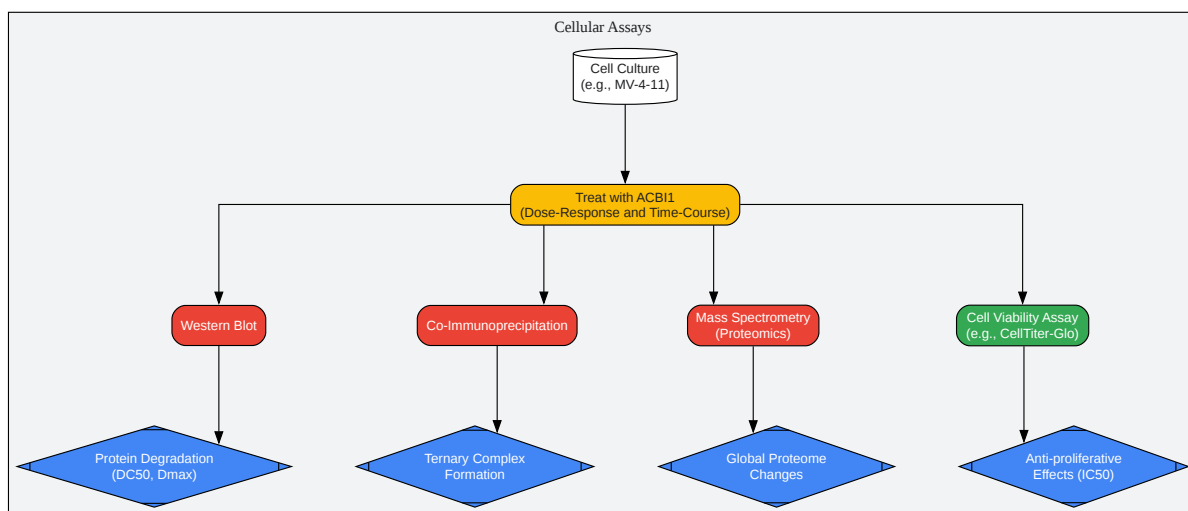 Cellular Assays
Cell Culture
(e.g., MV-4-11)
Treat with ACBI1
(Dose-Response and Time-Course)
Western Blot
Co-Immunoprecipitation
Mass Spectrometry
(Proteomics)
Cell Viability Assay
(e.g., CellTiter-Glo)
Protein Degradation
(DC50, Dmax)
Ternary Complex
Formation
Global Proteome
Changes
Anti-proliferative
Effects (IC50)